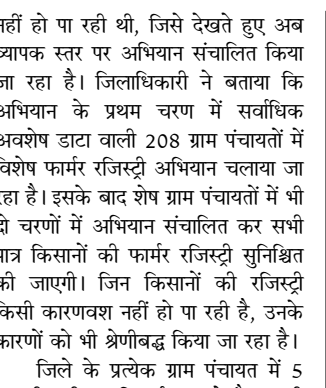 नहीं हो पा रही थी, जिसे देखते हुए अब
व्यापक स्तर पर अभियान संचालित किया
जा रहा है। जिलाधिकारी ने बताया कि
अभियान के प्रथम चरण में सर्वाधिक
अवशेष डाटा वाली 208 ग्राम पंचायतों में
विशेष फार्मर रजिस्ट्री अभियान चलाया जा
रहा है। इसके बाद शेष ग्राम पंचायतों में भी
दो चरणों में अभियान संचालित कर सभी
पात्र किसानों की फार्मर रजिस्ट्री सुनिश्चित
की जाएगी। जिन किसानों की रजिस्ट्री
किसी कारणवश नहीं हो पा रही है, उनके
कारणों को भी श्रेणीबद्ध किया जा रहा है।
जिले के प्रत्येक ग्राम पंचायत में 5